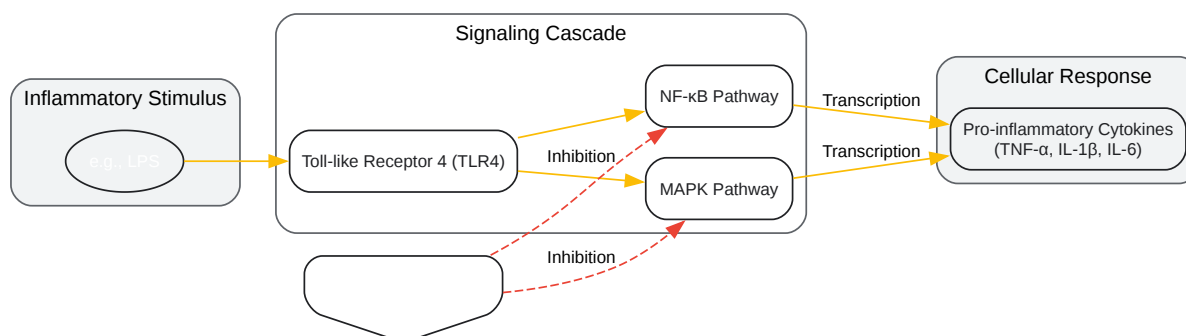 Signaling Cascade
Inflammatory Stimulus
e.g., LPS
Toll-like Receptor 4 (TLR4)
NF-κB Pathway
Inhibition
MAPK Pathway
Inhibition
Transcription
Transcription
Cellular Response
Pro-inflammatory Cytokines
(TNF-α, IL-1β, IL-6)